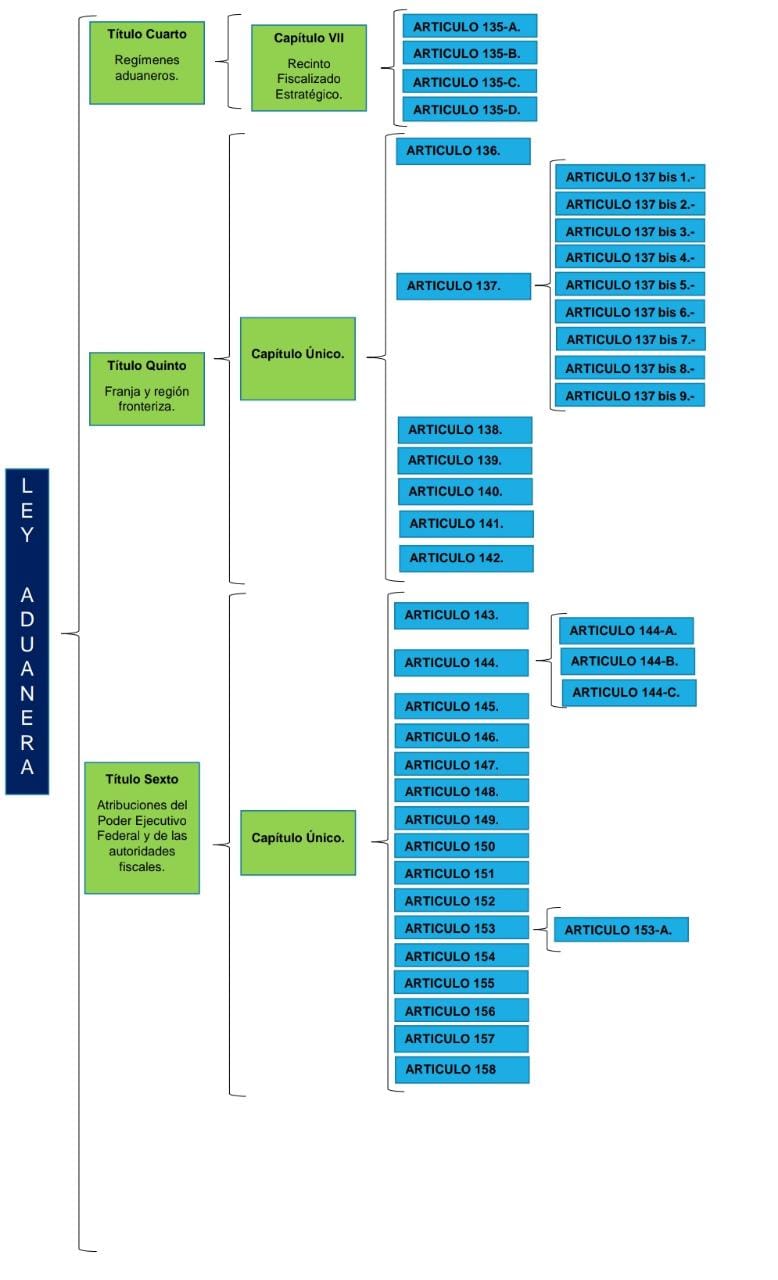 LEY ADUANERA
Título Cuarto
Regímenes
aduaneros.
Capítulo VII
Recinto
Fiscalizado
Estratégico.
ARTICULO 135-A.
ARTICULO 135-B.
ARTICULO 135-C.
ARTICULO 135-D.
Título Quinto
Franja y región
fronteriza.
Capítulo Único.
ARTICULO 136.
ARTICULO 137.
ARTICULO 137 bis 1.-
ARTICULO 137 bis 2.-
ARTICULO 137 bis 3.-
ARTICULO 137 bis 4.-
ARTICULO 137 bis 5.-
ARTICULO 137 bis 6.-
ARTICULO 137 bis 7.-
ARTICULO 137 bis 8.-
ARTICULO 137 bis 9.-
ARTICULO 138.
ARTICULO 139.
ARTICULO 140.
ARTICULO 141.
ARTICULO 142.
Título Sexto
Atribuciones del
Poder Ejecutivo
Federal y de las
autoridades
fiscales.
Capítulo Único.
ARTICULO 143.
ARTICULO 144.
ARTICULO 144-A.
ARTICULO 144-B.
ARTICULO 144-C.
ARTICULO 145.
ARTICULO 146.
ARTICULO 147.
ARTICULO 148.
ARTICULO 149.
ARTICULO 150
ARTICULO 151
ARTICULO 152
ARTICULO 153
ARTICULO 153-A.
ARTICULO 154
ARTICULO 155
ARTICULO 156
ARTICULO 157
ARTICULO 158